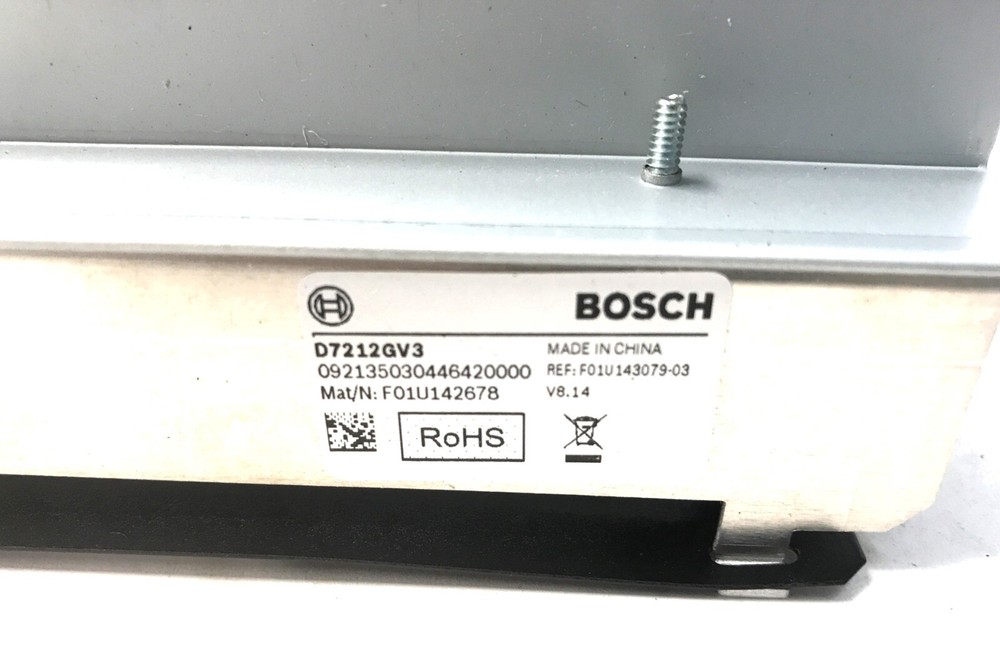 BOSCH
D7212GV3
MADE IN CHINA
092135030446420000
REF: F01U143079-03
Mat/N: F01U142678
V8.14
RoHS